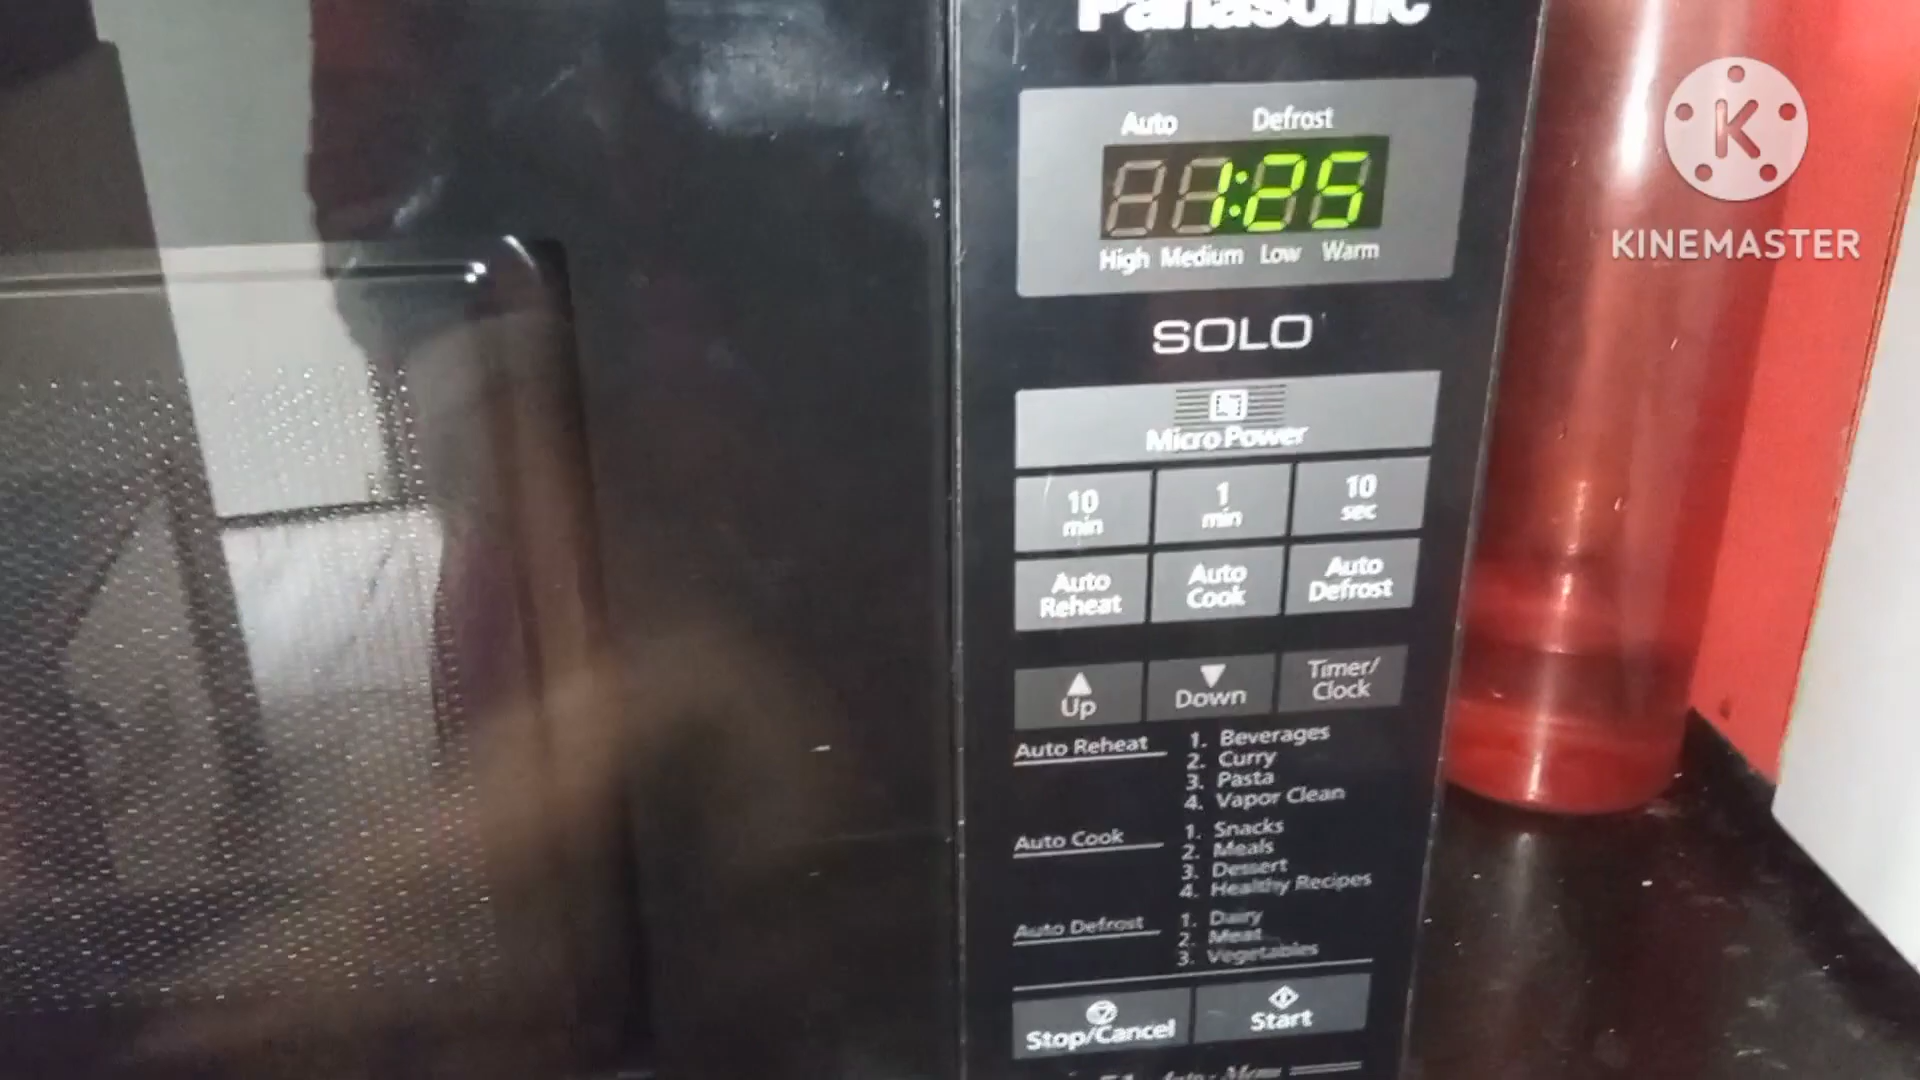 Panasonic
Auto Defrost
1:25
High Medium Low Warm
SOLO
Micro Power
10 min
1 min
10 sec
Auto Reheat
Auto Cook
Auto Defrost
Up
Down
Timer/Clock
Auto Reheat
1. Beverages
2. Curry
3. Pasta
4. Vapor Clean
Auto Cook
1. Snacks
2. Meals
3. Dessert
4. Healthy Recipes
Auto Defrost
1. Dairy
2. Meat
3. Vegetables
Stop/Cancel
Start
K
KINEMASTER